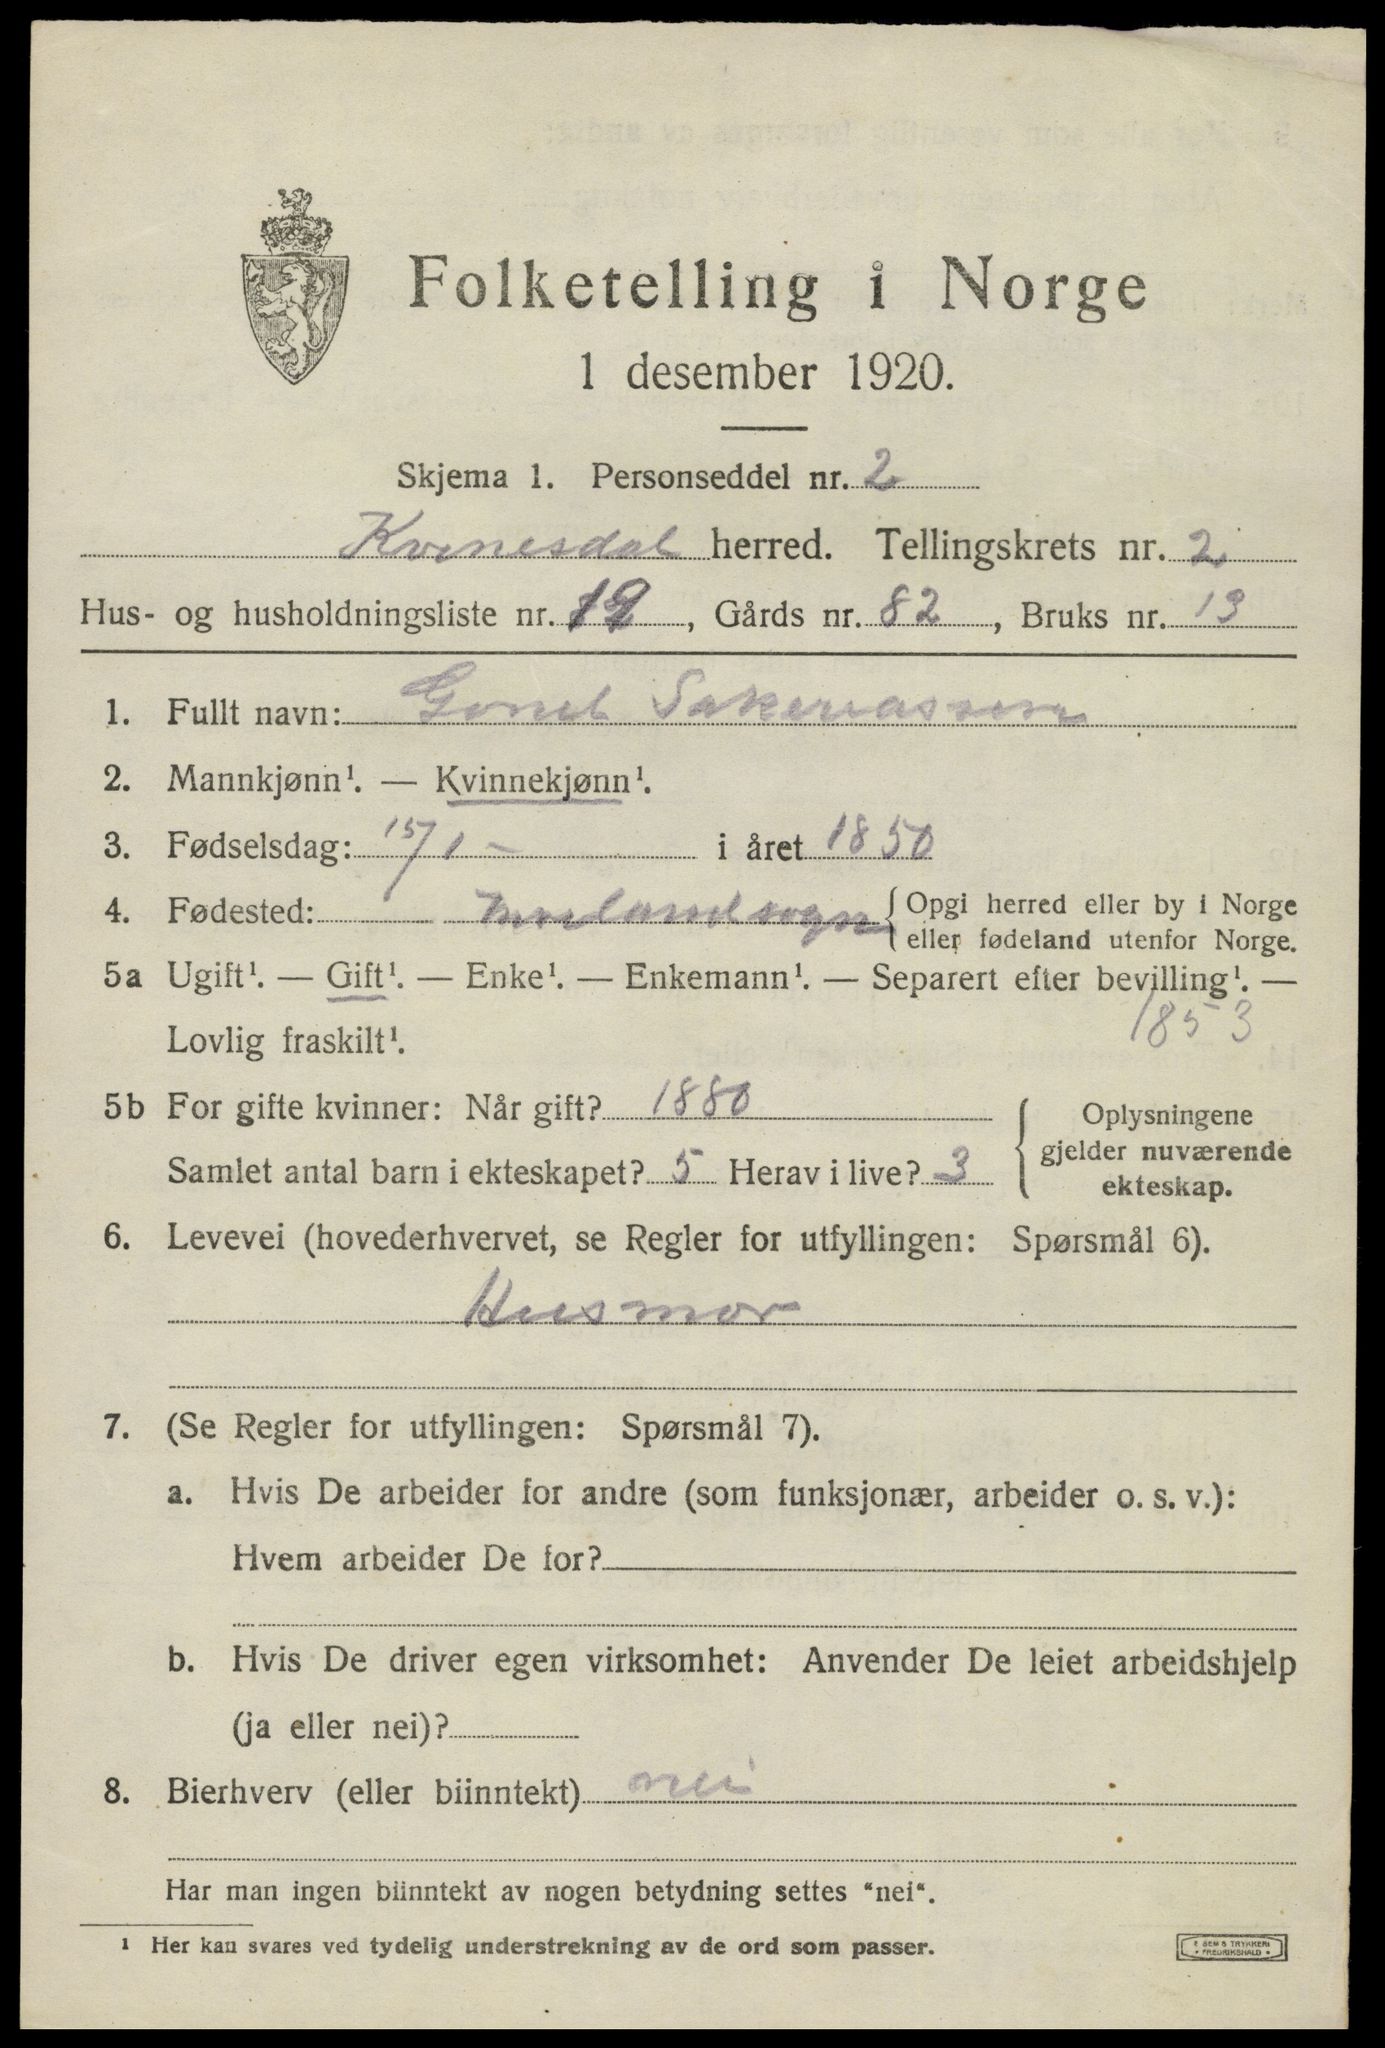 Folketelling i Norge
1 desember 1920.
Skjema 1. Personseddel nr. 2
Kvinesdal herred. Tellingskrets nr. 2
Hus- og husholdningsliste nr. 12, Gårds nr. 82, Bruks nr. 13
1. Fullt navn: Sakeriassen
2. Mannkjønn¹. — Kvinnekjønn¹.
3. Fødselsdag: 15/1 - i året 1850
4. Fødested: {Opgi herred eller by i Norge
eller fødeland utenfor Norge.
5a Ugift¹. — Gift¹. — Enke¹. — Enkemann¹. — Separert efter bevilling¹. —
Lovlig fraskilt¹. 1853
5b For gifte kvinner: Når gift? 1880
Samlet antal barn i ekteskapet? 5 Herav i live? 3
{Oplysningene
gjelder nuværende
ekteskap.
6. Levevei (hovederhvervet, se Regler for utfyllingen: Spørsmål 6).
Husmor
7. (Se Regler for utfyllingen: Spørsmål 7).
a. Hvis De arbeider for andre (som funksjonær, arbeider o. s. v.):
Hvem arbeider De for?
b. Hvis De driver egen virksomhet: Anvender De leiet arbeidshjelp
(ja eller nei)?
8. Bierhverv (eller biinntekt) nei
Har man ingen biinntekt av nogen betydning settes “nei“.
¹ Her kan svares ved tydelig understrekning av de ord som passer.
SEM & TRYKKERI
• FREDRIKSHALD •